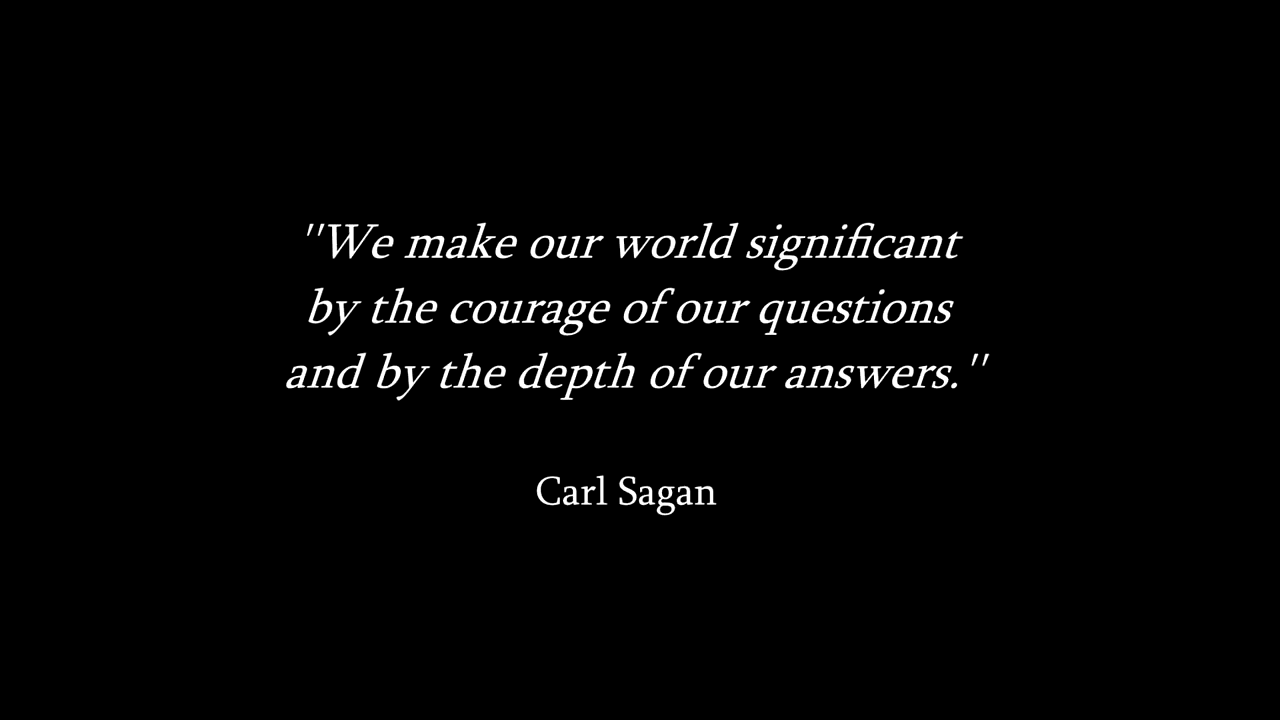 "We make our world significant
by the courage of our questions
and by the depth of our answers."
Carl Sagan